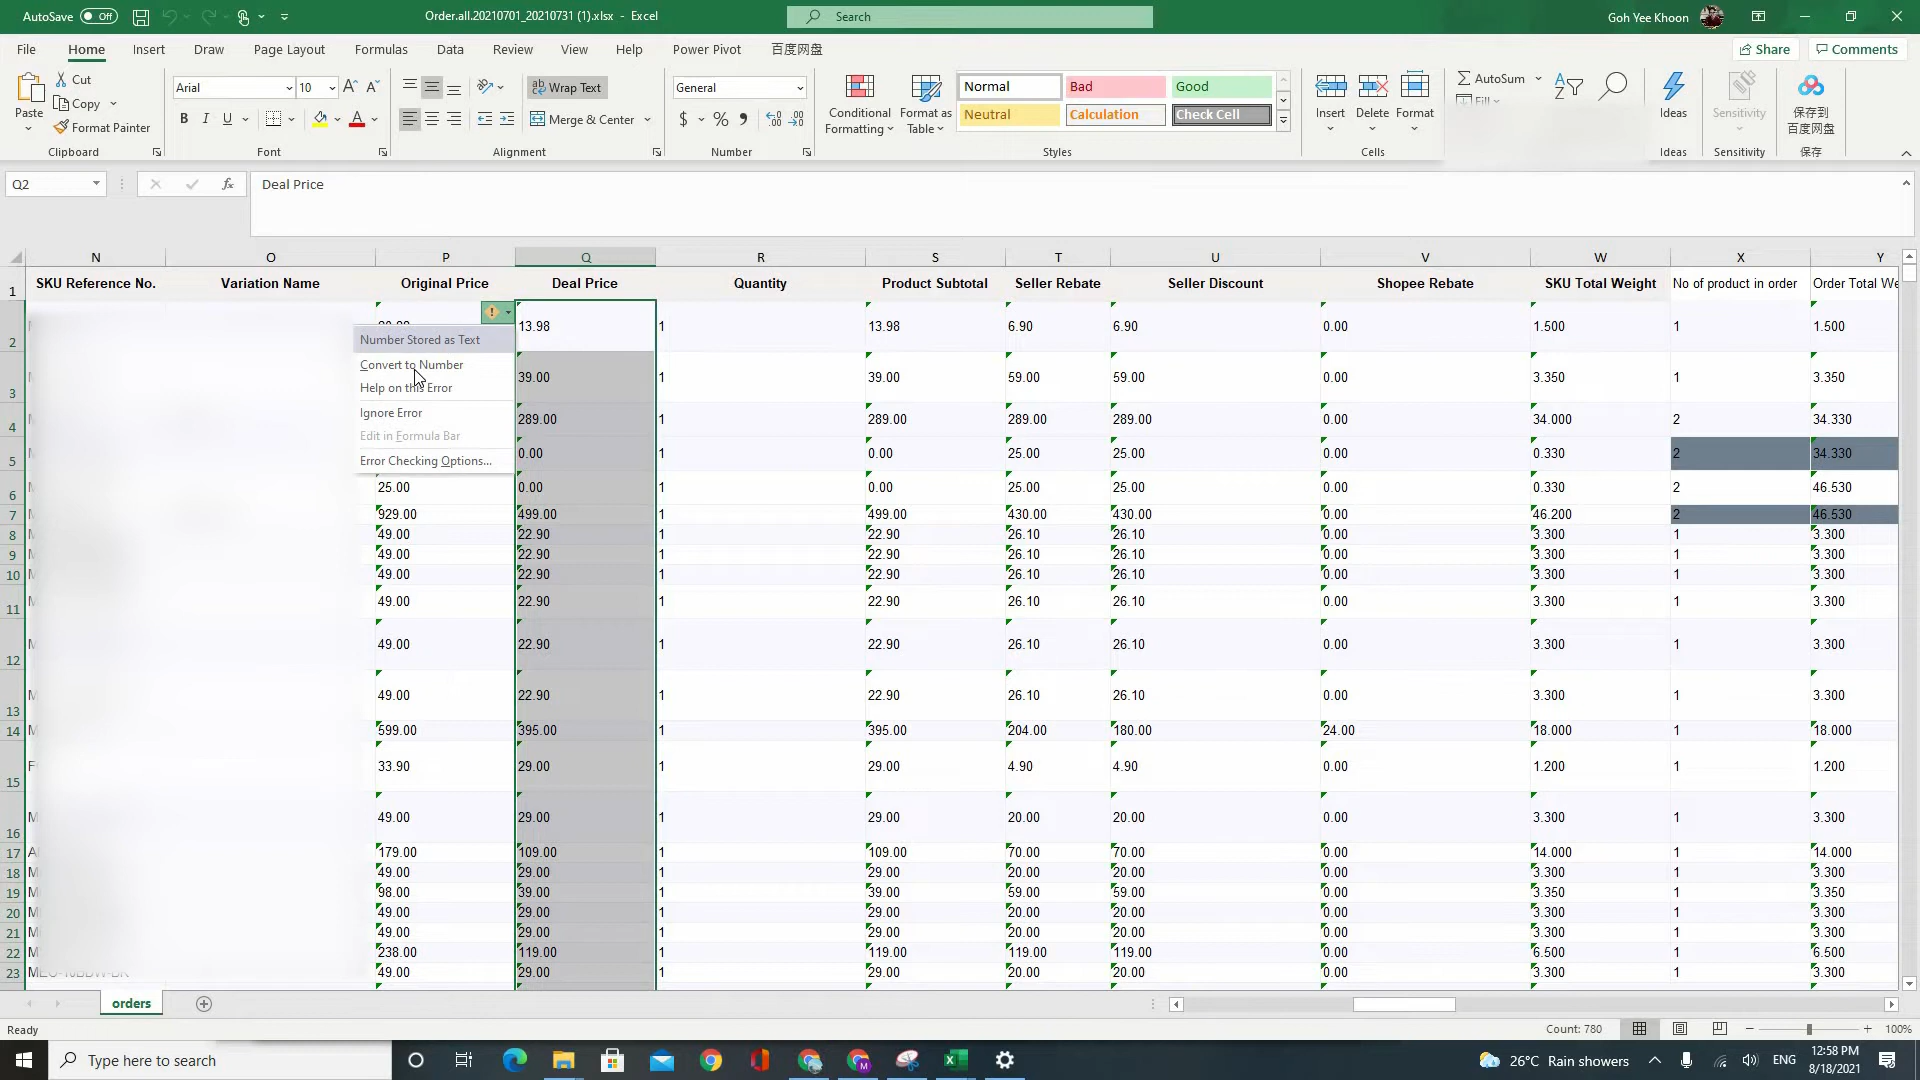 AutoSave Off Order.all.20210701_20210731 (1).xlsx - Excel Search Goh Yee Khoon
File Home Insert Draw Page Layout Formulas Data Review View Help Power Pivot 百度网盘 Share Comments
Paste Cut Copy Format Painter Clipboard
Arial 10 B I U A Font
Wrap Text Merge & Center Alignment
General $ % Number
Conditional Formatting Format as Table
Normal Bad Good
Neutral Calculation Check Cell
Styles
Insert Delete Format Cells
AutoSum
Fill
Ideas Ideas
Sensitivity Sensitivity
保存到
百度网盘
保存
Q2 fx Deal Price
N O P Q R S T U V W X Y
1 SKU Reference No. Variation Name Original Price Deal Price Quantity Product Subtotal Seller Rebate Seller Discount Shopee Rebate SKU Total Weight No of product in order Order Total We
2 13.98 1 13.98 6.90 6.90 0.00 1.500 1 1.500
Number Stored as Text
Convert to Number
Help on this Error
Ignore Error
Edit in Formula Bar
Error Checking Options...
3 39.00 1 39.00 59.00 59.00 0.00 3.350 1 3.350
4 289.00 1 289.00 289.00 289.00 0.00 34.000 2 34.330
5 0.00 1 0.00 25.00 25.00 0.00 0.330 2 34.330
6 25.00 0.00 1 0.00 25.00 25.00 0.00 0.330 2 46.530
7 929.00 499.00 1 499.00 430.00 430.00 0.00 46.200 2 46.530
8 49.00 22.90 1 22.90 26.10 26.10 0.00 3.300 1 3.300
9 49.00 22.90 1 22.90 26.10 26.10 0.00 3.300 1 3.300
10 49.00 22.90 1 22.90 26.10 26.10 0.00 3.300 1 3.300
11 49.00 22.90 1 22.90 26.10 26.10 0.00 3.300 1 3.300
12 49.00 22.90 1 22.90 26.10 26.10 0.00 3.300 1 3.300
13 49.00 22.90 1 22.90 26.10 26.10 0.00 3.300 1 3.300
14 599.00 395.00 1 395.00 204.00 180.00 24.00 18.000 1 18.000
15 33.90 29.00 1 29.00 4.90 4.90 0.00 1.200 1 1.200
16 49.00 29.00 1 29.00 20.00 20.00 0.00 3.300 1 3.300
17 179.00 109.00 1 109.00 70.00 70.00 0.00 14.000 1 14.000
18 49.00 29.00 1 29.00 20.00 20.00 0.00 3.300 1 3.300
19 98.00 39.00 1 39.00 59.00 59.00 0.00 3.350 1 3.350
20 49.00 29.00 1 29.00 20.00 20.00 0.00 3.300 1 3.300
21 49.00 29.00 1 29.00 20.00 20.00 0.00 3.300 1 3.300
22 238.00 119.00 1 119.00 119.00 119.00 0.00 6.500 1 6.500
23 49.00 29.00 1 29.00 20.00 20.00 0.00 3.300 1 3.300
orders
Ready Count: 780 100%
Type here to search 26°C Rain showers ENG 12:58 PM
8/18/2021